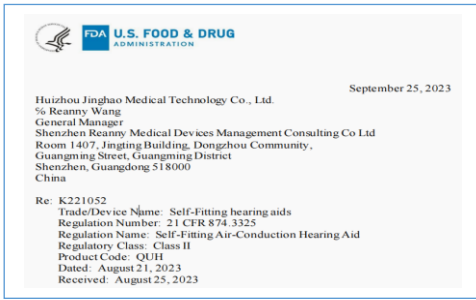 FDA U.S. FOOD & DRUG
ADMINISTRATION
September 25, 2023
Huizhou Jinghao Medical Technology Co., Ltd.
℅ Reanny Wang
General Manager
Shenzhen Reanny Medical Devices Management Consulting Co Ltd
Room 1407, Jingting Building, Dongzhou Community,
Guangming Street, Guangming District
Shenzhen, Guangdong 518000
China
Re: K221052
Trade/Device Name: Self-Fitting hearing aids
Regulation Number: 21 CFR 874.3325
Regulation Name: Self-Fitting Air-Conduction Hearing Aid
Regulatory Class: Class II
Product Code: QUH
Dated: August 21, 2023
Received: August 25, 2023